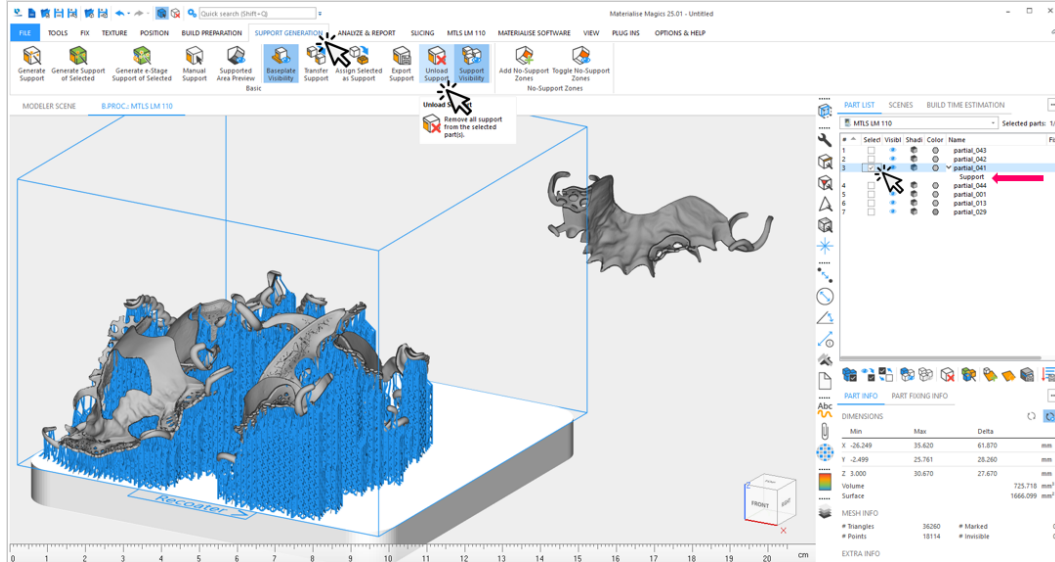 Quick search (Shift+Q)
Materialise Magics 25.01 - Untitled
FILE TOOLS FIX TEXTURE POSITION BUILD PREPARATION SUPPORT GENERATION ANALYZE & REPORT SLICING MTLS LM 110 MATERIALISE SOFTWARE VIEW PLUG INS OPTIONS & HELP
Generate Support
Generate Support of Selected
Generate e-Stage Support of Selected
Manual Support
Supported Area Preview
Baseplate Visibility
Transfer Support
Assign Selected as Support
Export Support
Unload Support
Support Visibility
Add No-Support Zones
Toggle No-Support Zones
Basic
No-Support Zones
MODELER SCENE B.PROC.: MTLS LM 110
Remove all support
from the selected
part(s).
PART LIST SCENES BUILD TIME ESTIMATION
MTLS LM 110 Selected parts: 1/
# Select Visibl Shadi Color Name
1 partial_043
2 partial_042
3 partial_041
Support
4 partial_044
5 partial_001
6 partial_013
7 partial_029
Recoater
FRONT
X
Abc
PART INFO PART FIXING INFO
DIMENSIONS
Min Max Delta
X -26.249 35.620 61.870 mm
Y -2.499 25.761 28.260 mm
Z 3.000 30.670 27.670 mm
Volume 725.718 mm³
Surface 1666.099 mm²
MESH INFO
# Triangles 36260 # Marked
# Points 18114 # Invisible
EXTRA INFO
0 1 2 3 4 5 6 7 8 9 10 11 12 13 14 15 16 17 18 19 20 cm